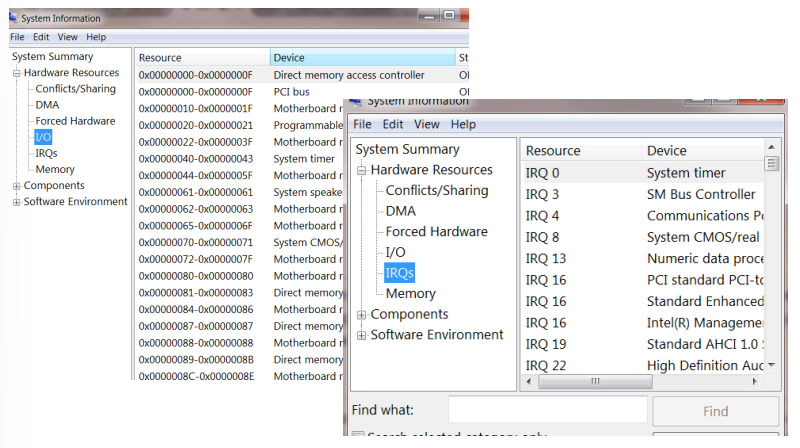 System Information
File Edit View Help
System Summary
Hardware Resources
Conflicts/Sharing
DMA
Forced Hardware
I/O
IRQs
Memory
Components
Software Environment
Resource Device St
0x00000000-0x0000000F Direct memory access controller
0x00000000-0x0000000F PCI bus
0x00000010-0x0000001F Motherboard r
0x00000020-0x00000021 Programmable
0x00000022-0x0000003F Motherboard r
0x00000040-0x00000043 System timer
0x00000044-0x0000005F Motherboard r
0x00000061-0x00000061 System speake
0x00000062-0x00000063 Motherboard r
0x00000065-0x0000006F Motherboard r
0x00000070-0x00000071 System CMOS/
0x00000072-0x0000007F Motherboard r
0x00000080-0x00000080 Motherboard r
0x00000081-0x00000083 Direct memory
0x00000084-0x00000086 Motherboard r
0x00000087-0x00000087 Direct memory
0x00000088-0x00000088 Motherboard r
0x00000089-0x0000008B Direct memory
0x0000008C-0x0000008E Motherboard r
System Information
File Edit View Help
System Summary
Hardware Resources
Conflicts/Sharing
DMA
Forced Hardware
I/O
IRQs
Memory
Components
Software Environment
Resource Device
IRQ 0 System timer
IRQ 3 SM Bus Controller
IRQ 4 Communications Po
IRQ 8 System CMOS/real
IRQ 13 Numeric data proce
IRQ 16 PCI standard PCI-to
IRQ 16 Standard Enhanced
IRQ 16 Intel(R) Manageme
IRQ 19 Standard AHCI 1.0
IRQ 22 High Definition Aud
Find what: Find
Search selected category only